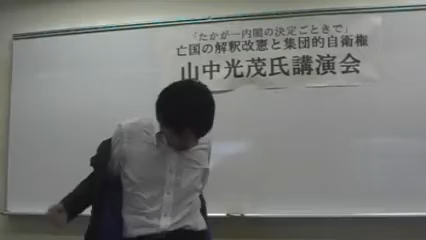 「たかが一内閣の決定ごときで」
亡国の解釈改憲と集団的自衛権
山中光茂氏講演会